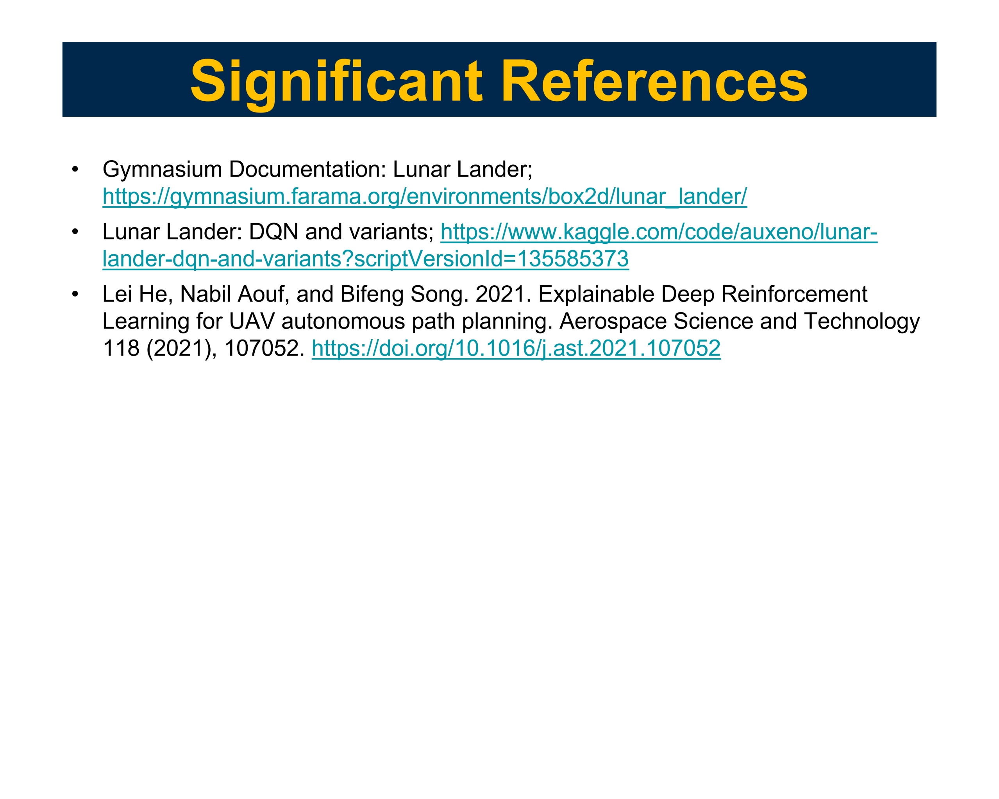 Significant References
• Gymnasium Documentation: Lunar Lander;
https://gymnasium.farama.org/environments/box2d/lunar_lander/
• Lunar Lander: DQN and variants; https://www.kaggle.com/code/auxeno/lunar-
lander-dqn-and-variants?scriptVersionId=135585373
• Lei He, Nabil Aouf, and Bifeng Song. 2021. Explainable Deep Reinforcement
Learning for UAV autonomous path planning. Aerospace Science and Technology
118 (2021), 107052. https://doi.org/10.1016/j.ast.2021.107052